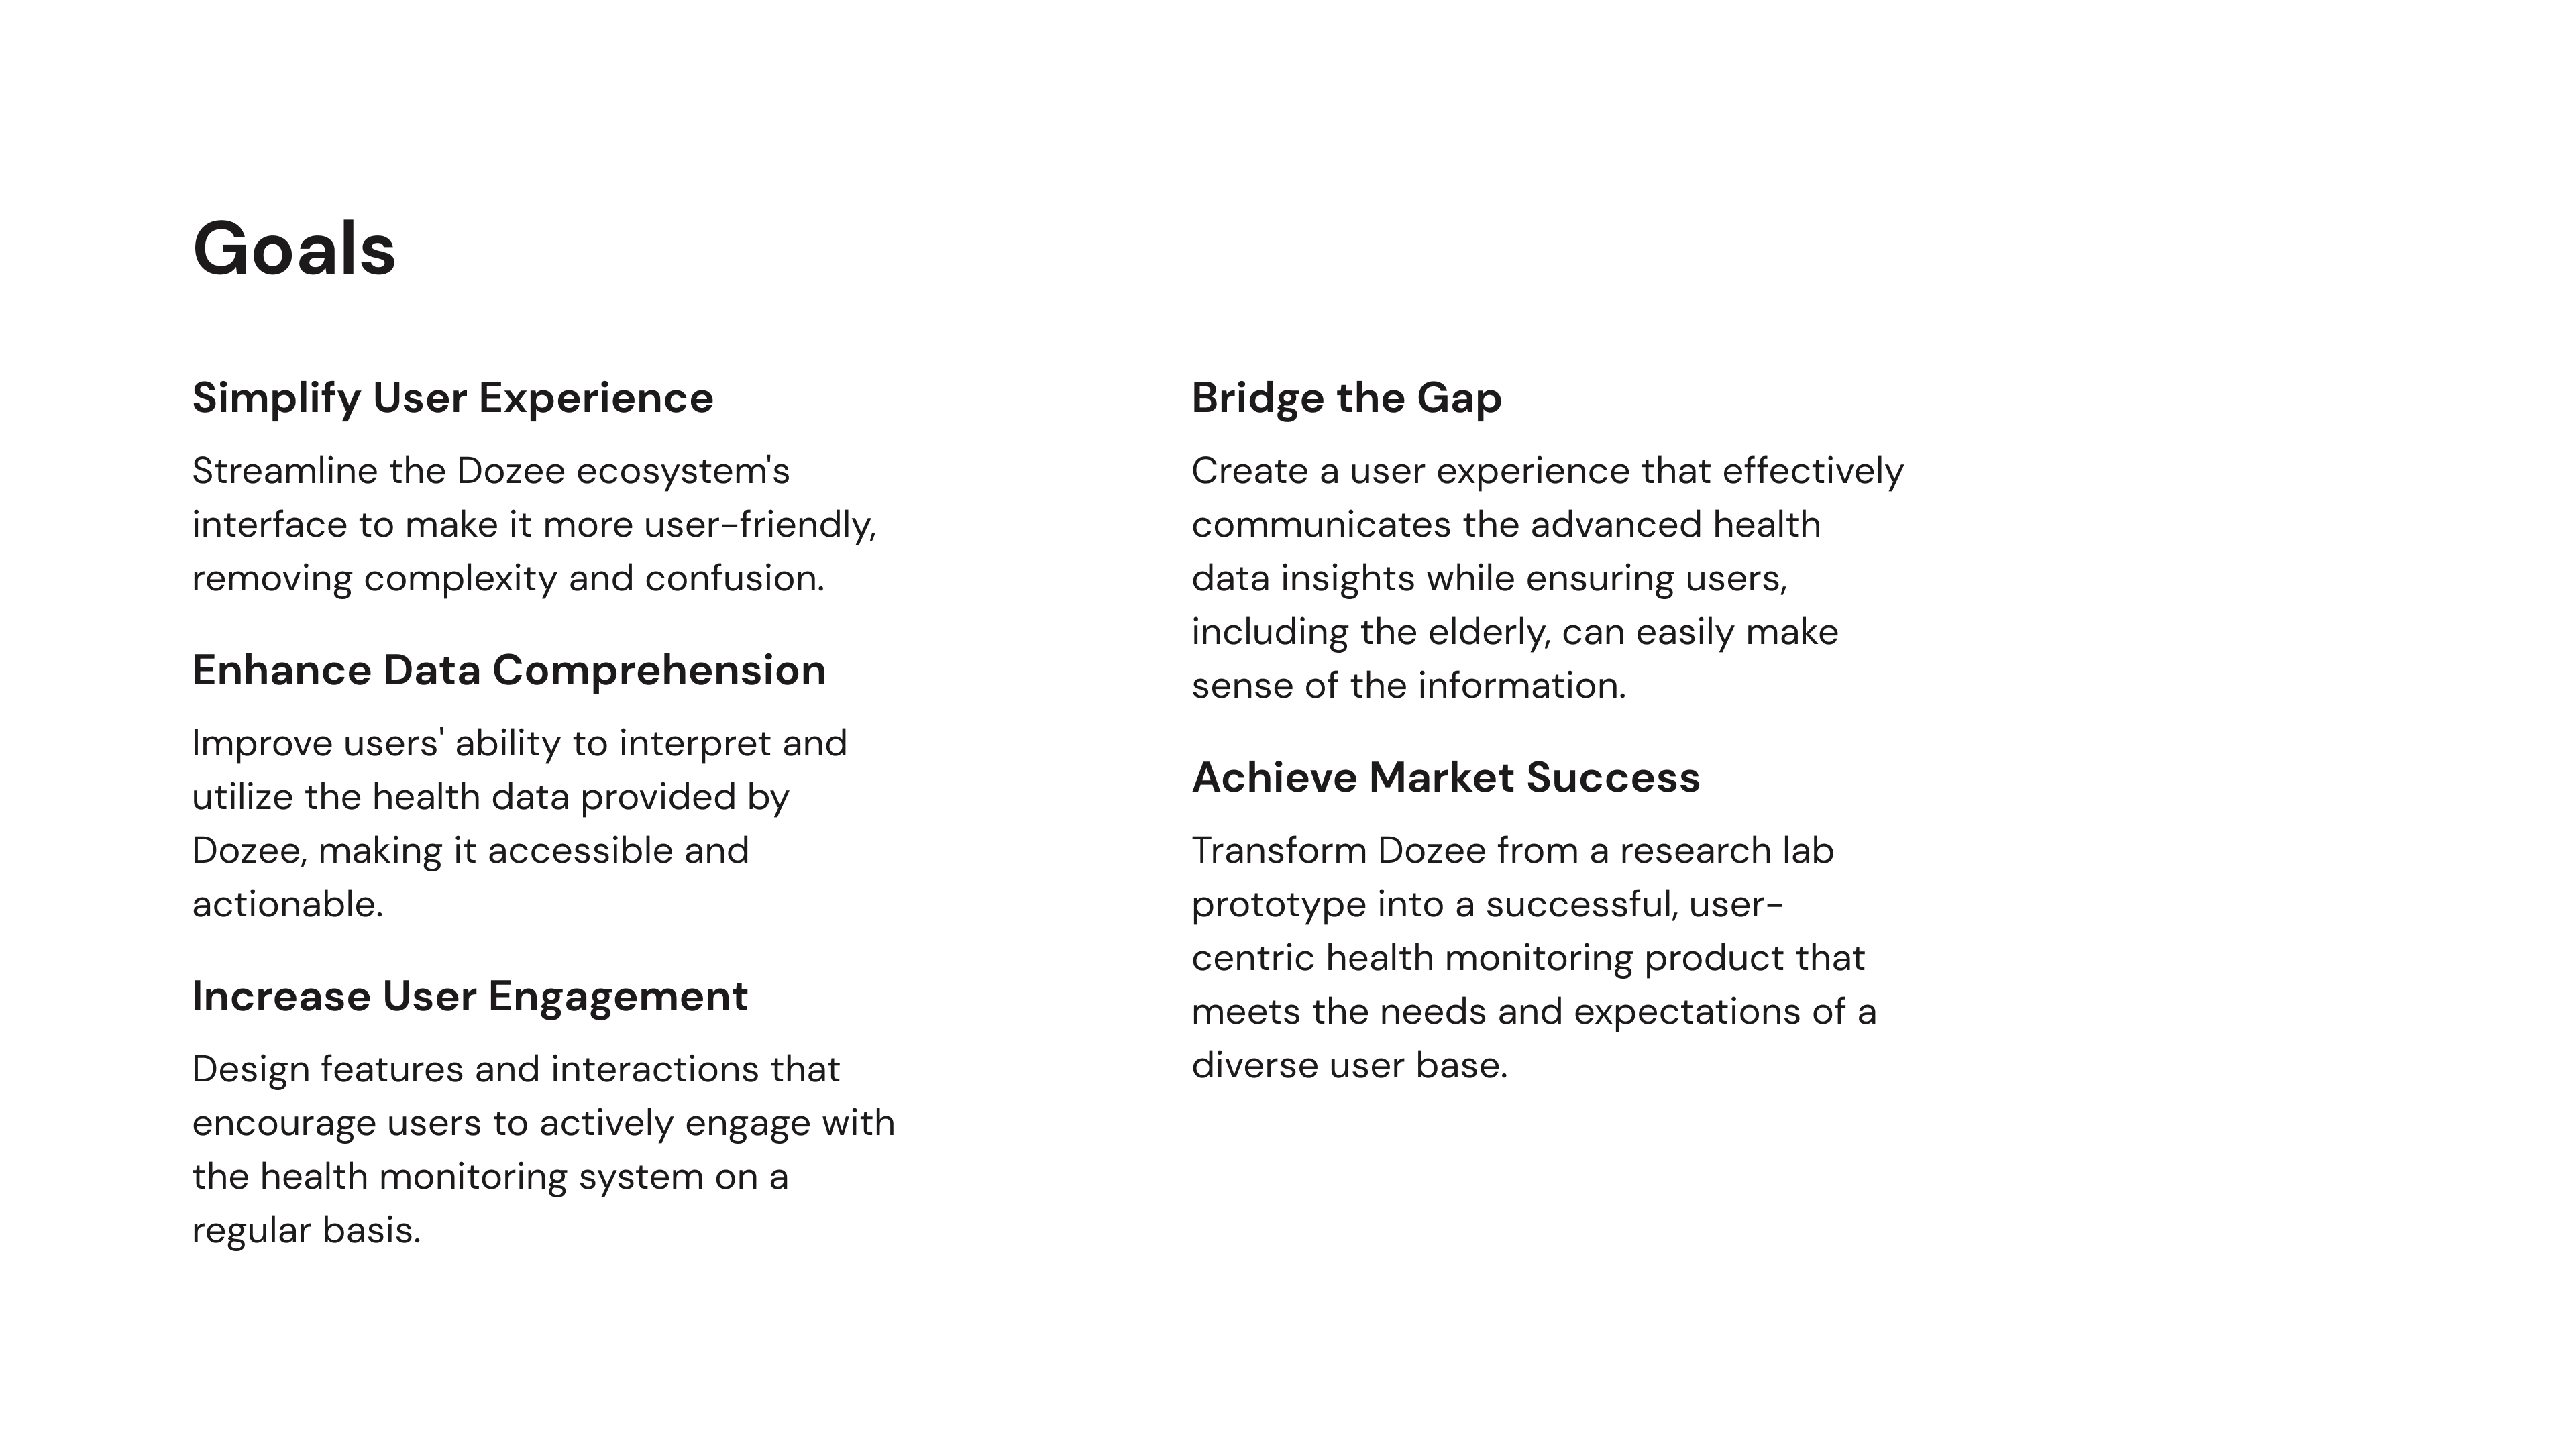 Goals
Simplify User Experience
Streamline the Dozee ecosystem's
interface to make it more user-friendly,
removing complexity and confusion.
Enhance Data Comprehension
Improve users' ability to interpret and
utilize the health data provided by
Dozee, making it accessible and
actionable.
Increase User Engagement
Design features and interactions that
encourage users to actively engage with
the health monitoring system on a
regular basis.
Bridge the Gap
Create a user experience that effectively
communicates the advanced health
data insights while ensuring users,
including the elderly, can easily make
sense of the information.
Achieve Market Success
Transform Dozee from a research lab
prototype into a successful, user-
centric health monitoring product that
meets the needs and expectations of a
diverse user base.